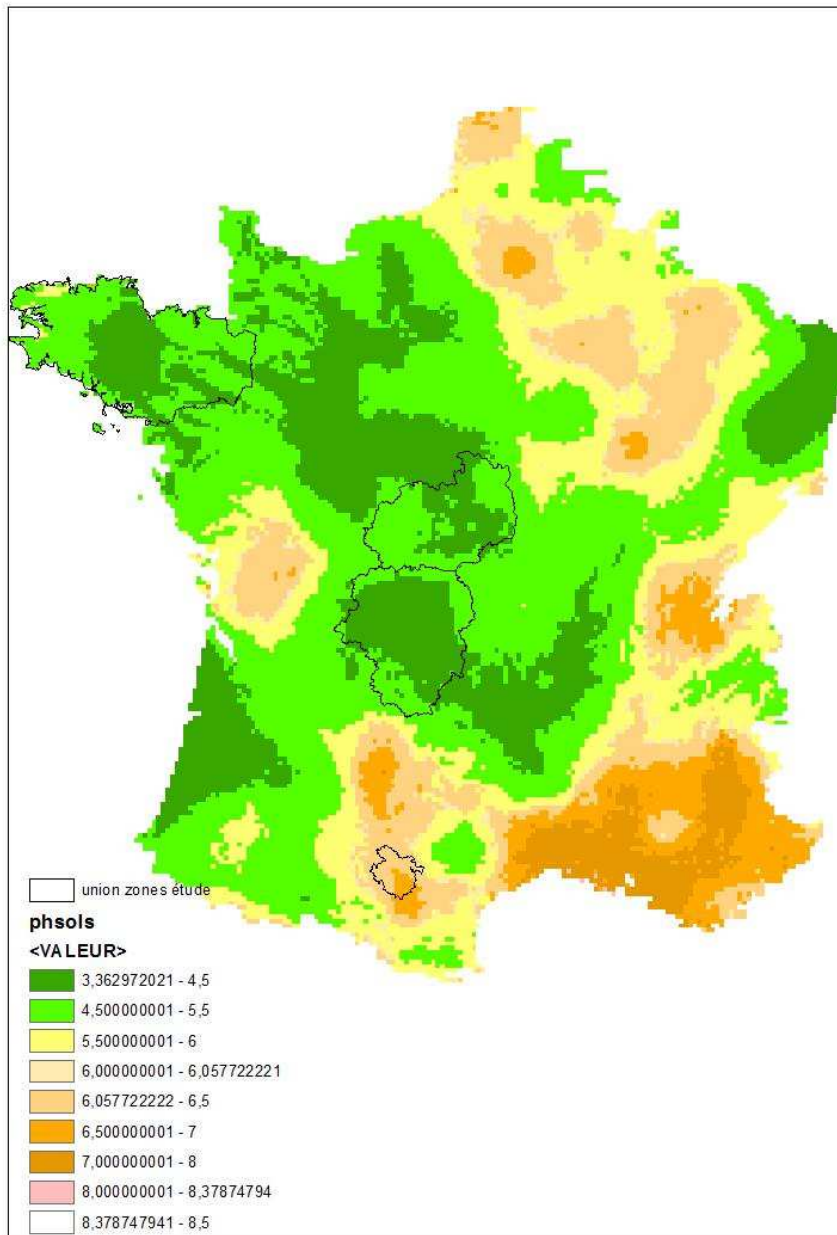 union zones étude
phsols
<VALEUR>
3,362972021 - 4,5
4,500000001 - 5,5
5,500000001 - 6
6,000000001 - 6,057722221
6,057722222 - 6,5
6,500000001 - 7
7,000000001 - 8
8,000000001 - 8,37874794
8,378747941 - 8,5